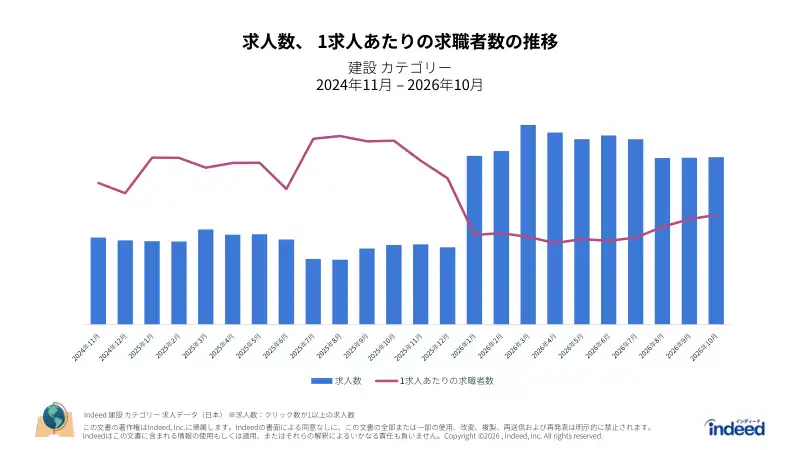 求人数、 1求人あたりの求職者数の推移
建設 カテゴリー
2024年11月 – 2026年10月
2024年11月
2024年12月
2025年1月
2025年2月
2025年3月
2025年4月
2025年5月
2025年6月
2025年7月
2025年8月
2025年9月
2025年10月
2025年11月
2025年12月
2026年1月
2026年2月
2026年3月
2026年4月
2026年5月
2026年6月
2026年7月
2026年8月
2026年9月
2026年10月
求人数 1求人あたりの求職者数
Indeed 建設 カテゴリー 求人データ（日本） ※求人数：クリック数が1以上の求人数
この文書の著作権はIndeed, Inc.に帰属します。Indeedの書面による同意なしに、この文書の全部または一部の使用、改変、複製、再送信および再発表は明示的に禁止されます。
Indeedはこの文書に含まれる情報の使用もしくは適用、またはそれらの解釈によるいかなる責任も負いません。Copyright ©2026 , Indeed, Inc. All rights reserved.
インディード
indeed